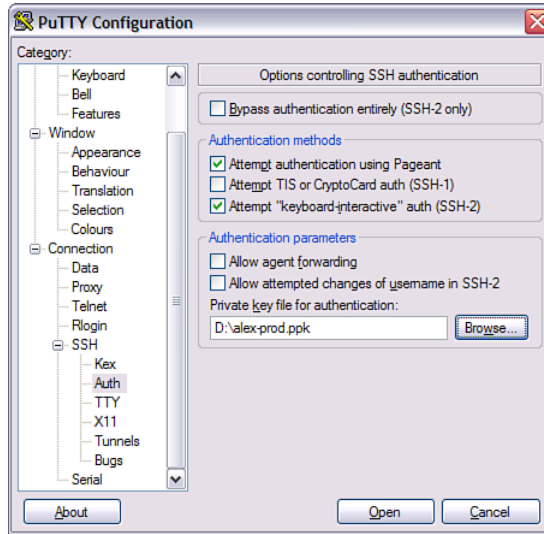 PuTTY Configuration
Category:
Keyboard
Bell
Features
Window
Appearance
Behaviour
Translation
Selection
Colours
Connection
Data
Proxy
Telnet
Rlogin
SSH
Kex
Auth
TTY
X11
Tunnels
Bugs
Serial
Options controlling SSH authentication
Bypass authentication entirely (SSH-2 only)
Authentication methods
Attempt authentication using Pageant
Attempt TIS or CryptoCard auth (SSH-1)
Attempt "keyboard-interactive" auth (SSH-2)
Authentication parameters
Allow agent forwarding
Allow attempted changes of username in SSH-2
Private key file for authentication:
D:\alex-prod.ppk
Browse...
About
Open
Cancel